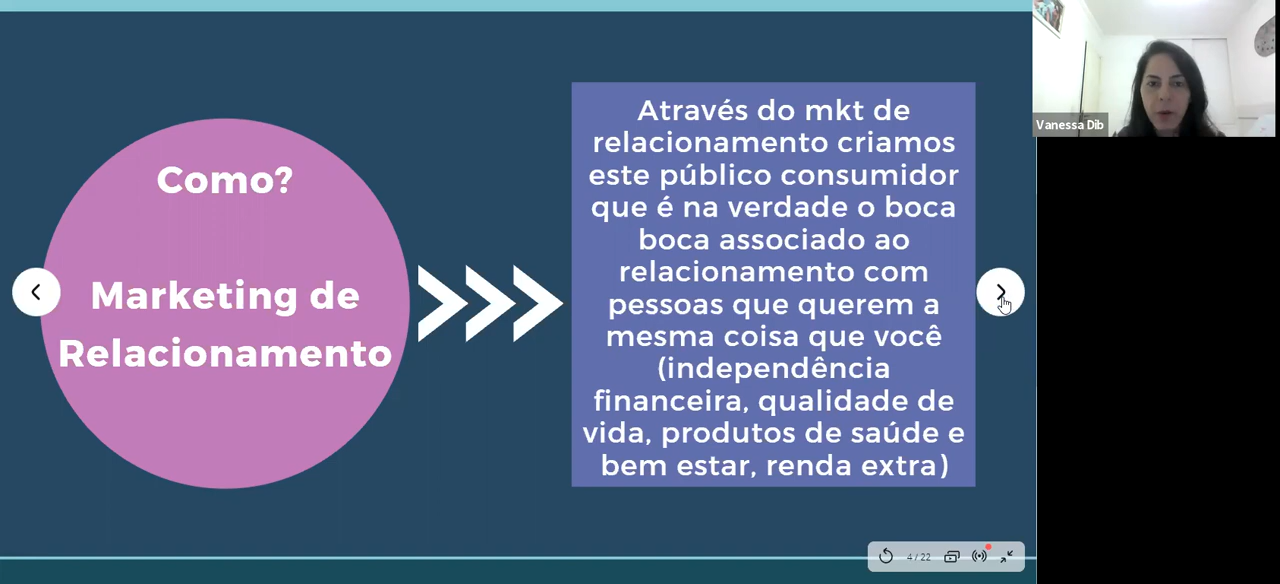 Como?
Marketing de
Relacionamento
Através do mkt de
relacionamento criamos
este público consumidor
que é na verdade o boca
boca associado ao
relacionamento com
pessoas que querem a
mesma coisa que você
(independência
financeira, qualidade de
vida, produtos de saúde e
bem estar, renda extra)
Vanessa Dib
4 / 22